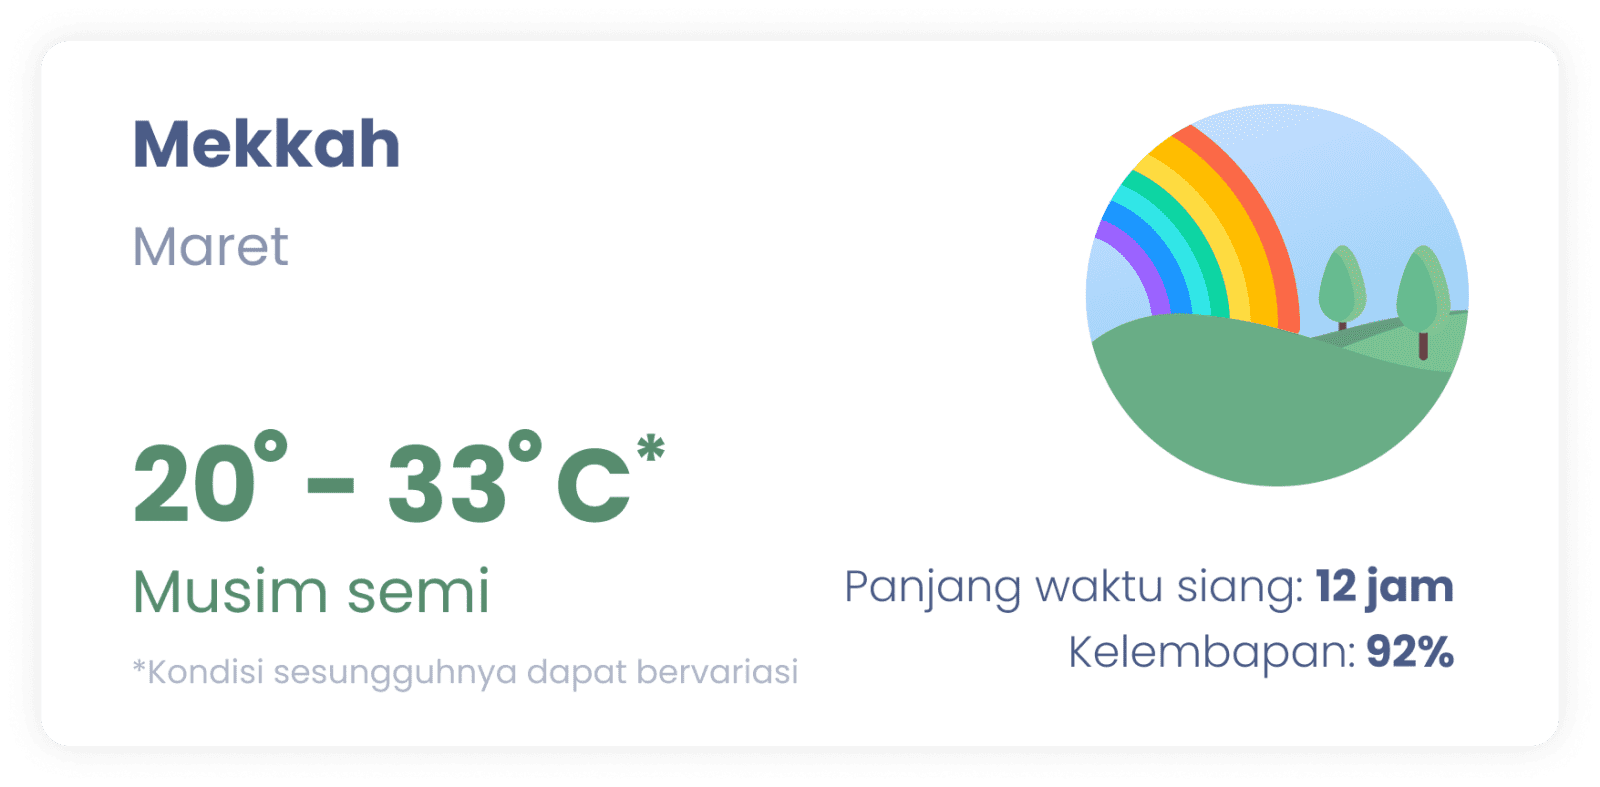 Mekkah
Maret
20° - 33° C*
Musim semi
*Kondisi sesungguhnya dapat bervariasi
Panjang waktu siang: 12 jam
Kelembapan: 92%